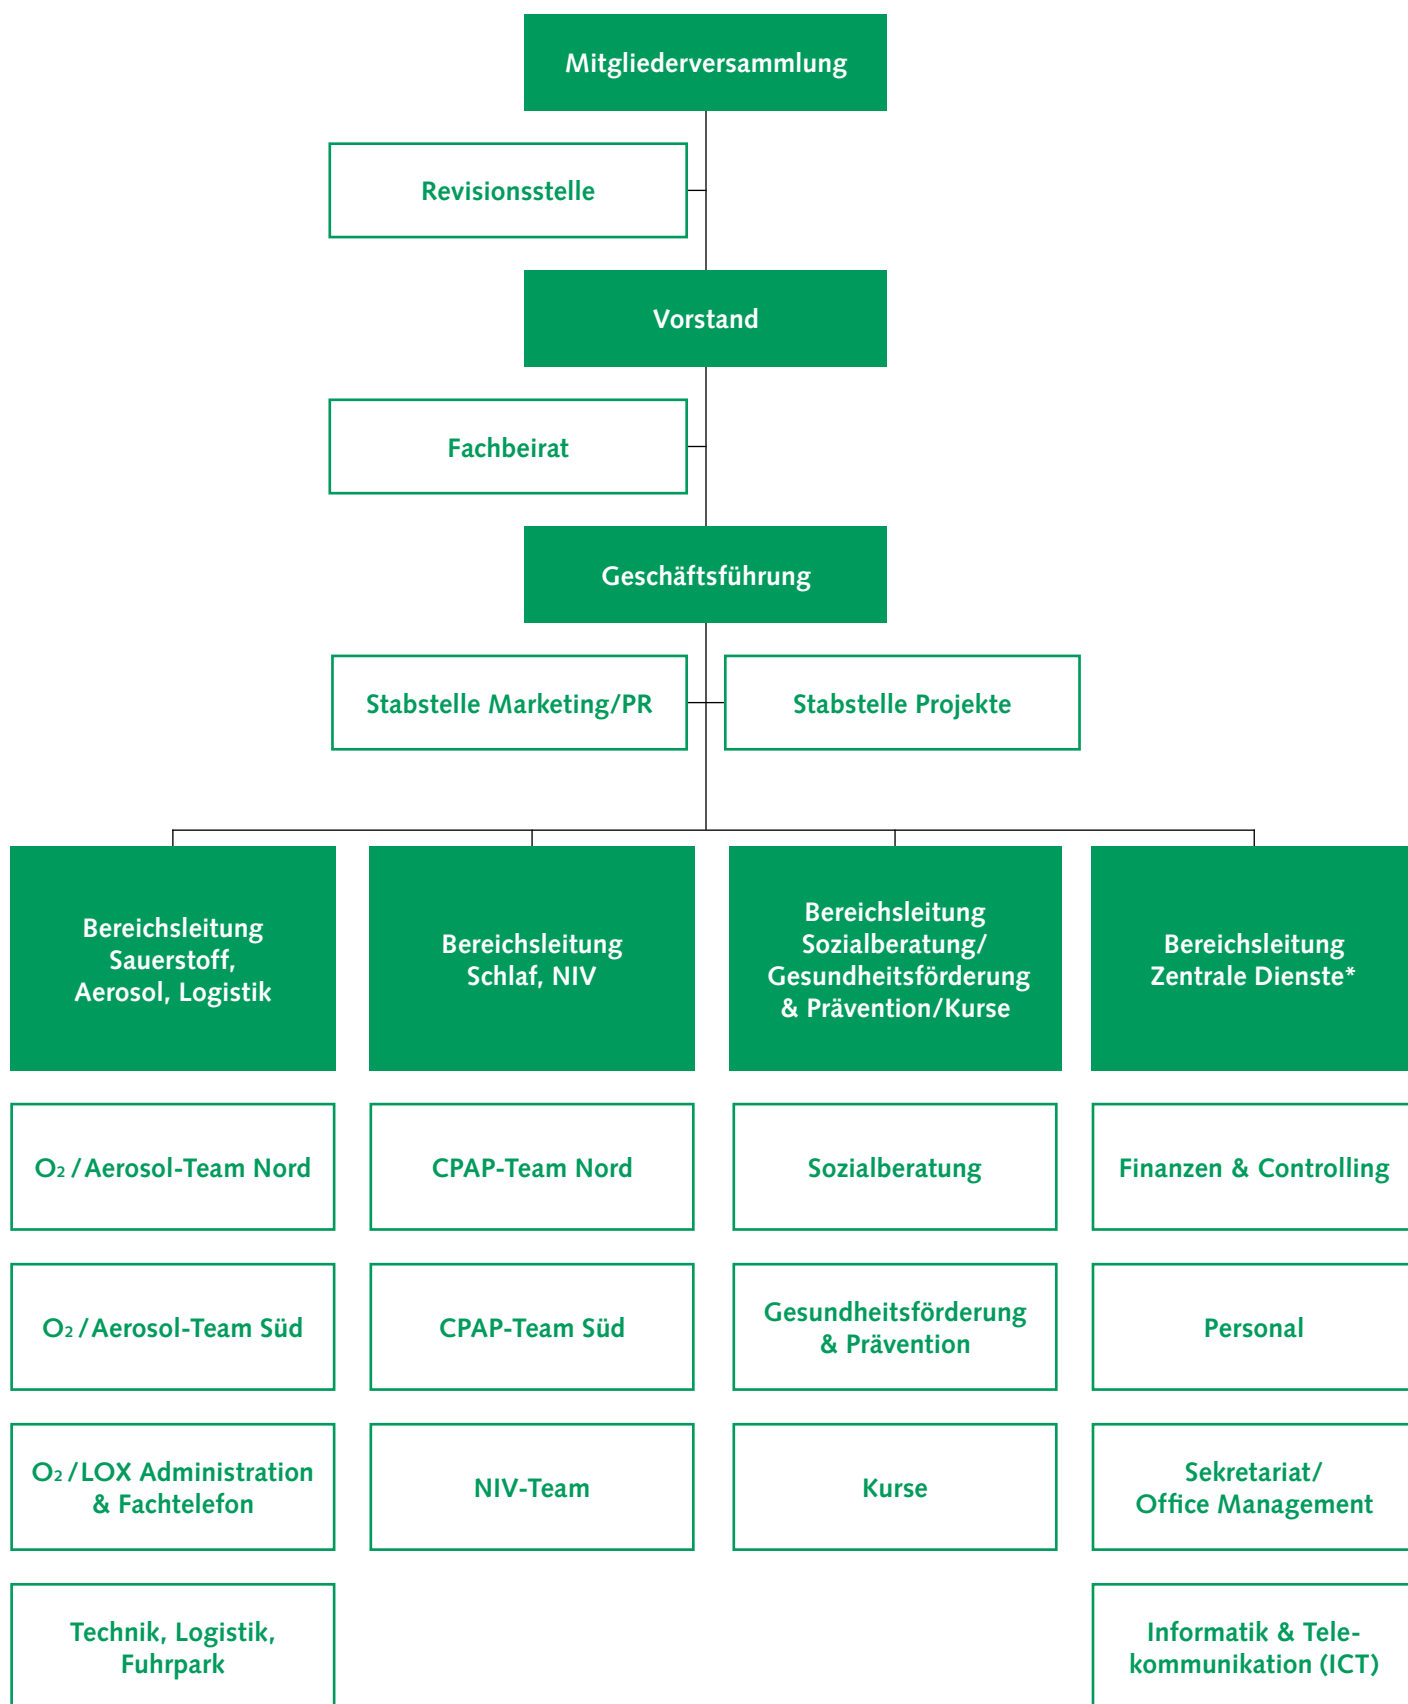 Mitgliederversammlung
Revisionsstelle
Vorstand
Fachbeirat
Geschäftsführung
Stabstelle Marketing/PR
Stabstelle Projekte
Bereichsleitung
Sauerstoff,
Aerosol, Logistik
Bereichsleitung
Schlaf, NIV
Bereichsleitung
Sozialberatung/
Gesundheitsförderung
& Prävention/Kurse
Bereichsleitung
Zentrale Dienste*
O₂/Aerosol-Team Nord
CPAP-Team Nord
Sozialberatung
Finanzen & Controlling
O₂/Aerosol-Team Süd
CPAP-Team Süd
Gesundheitsförderung
& Prävention
Personal
O₂/LOX Administration
& Fachtelefon
NIV-Team
Kurse
Sekretariat/
Office Management
Technik, Logistik,
Fuhrpark
Informatik & Tele-
kommunikation (ICT)